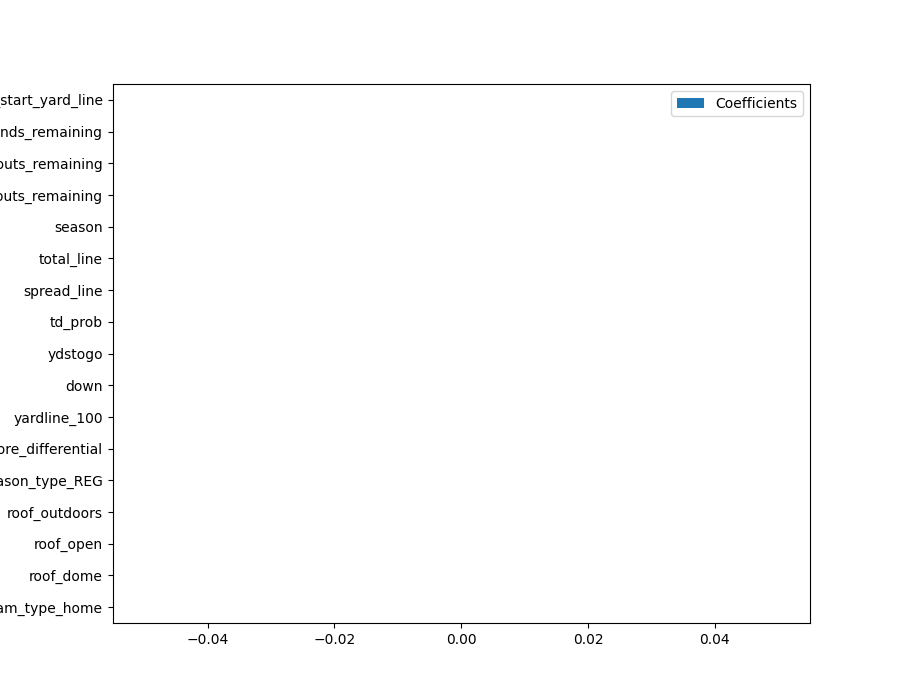 Coefficients
_start_yard_line
nds_remaining
outs_remaining
outs_remaining
season
total_line
spread_line
td_prob
ydstogo
down
yardline_100
ore_differential
ason_type_REG
roof_outdoors
roof_open
roof_dome
am_type_home
−0.04 −0.02 0.00 0.02 0.04